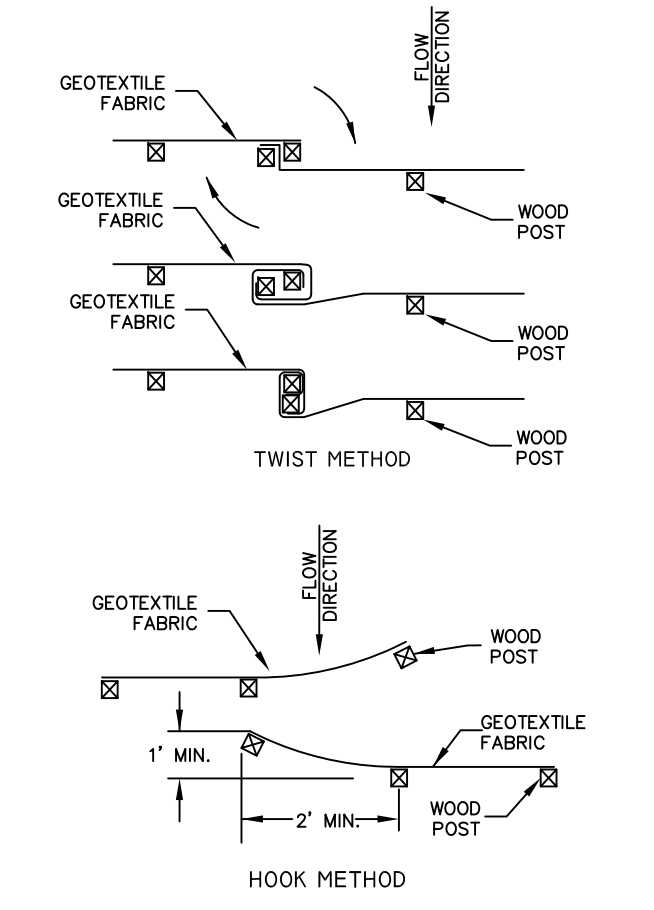 FLOW
DIRECTION
GEOTEXTILE
FABRIC
WOOD
POST
GEOTEXTILE
FABRIC
WOOD
POST
GEOTEXTILE
FABRIC
WOOD
POST
TWIST METHOD
FLOW
DIRECTION
GEOTEXTILE
FABRIC
WOOD
POST
GEOTEXTILE
FABRIC
1' MIN.
2' MIN.
WOOD
POST
HOOK METHOD